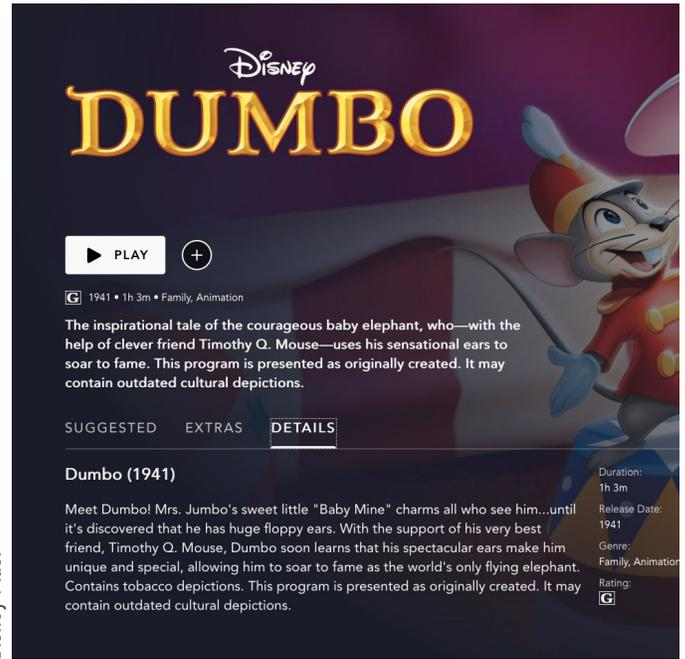 Disney
DUMBO
PLAY
G 1941 • 1h 3m • Family, Animation
The inspirational tale of the courageous baby elephant, who—with the
help of clever friend Timothy Q. Mouse—uses his sensational ears to
soar to fame. This program is presented as originally created. It may
contain outdated cultural depictions.
SUGGESTED EXTRAS DETAILS
Dumbo (1941)
Meet Dumbo! Mrs. Jumbo's sweet little "Baby Mine" charms all who see him...until
it's discovered that he has huge floppy ears. With the support of his very best
friend, Timothy Q. Mouse, Dumbo soon learns that his spectacular ears make him
unique and special, allowing him to soar to fame as the world's only flying elephant.
Contains tobacco depictions. This program is presented as originally created. It may
contain outdated cultural depictions.
Duration:
1h 3m
Release Date:
1941
Genre:
Family, Animation
Rating:
G